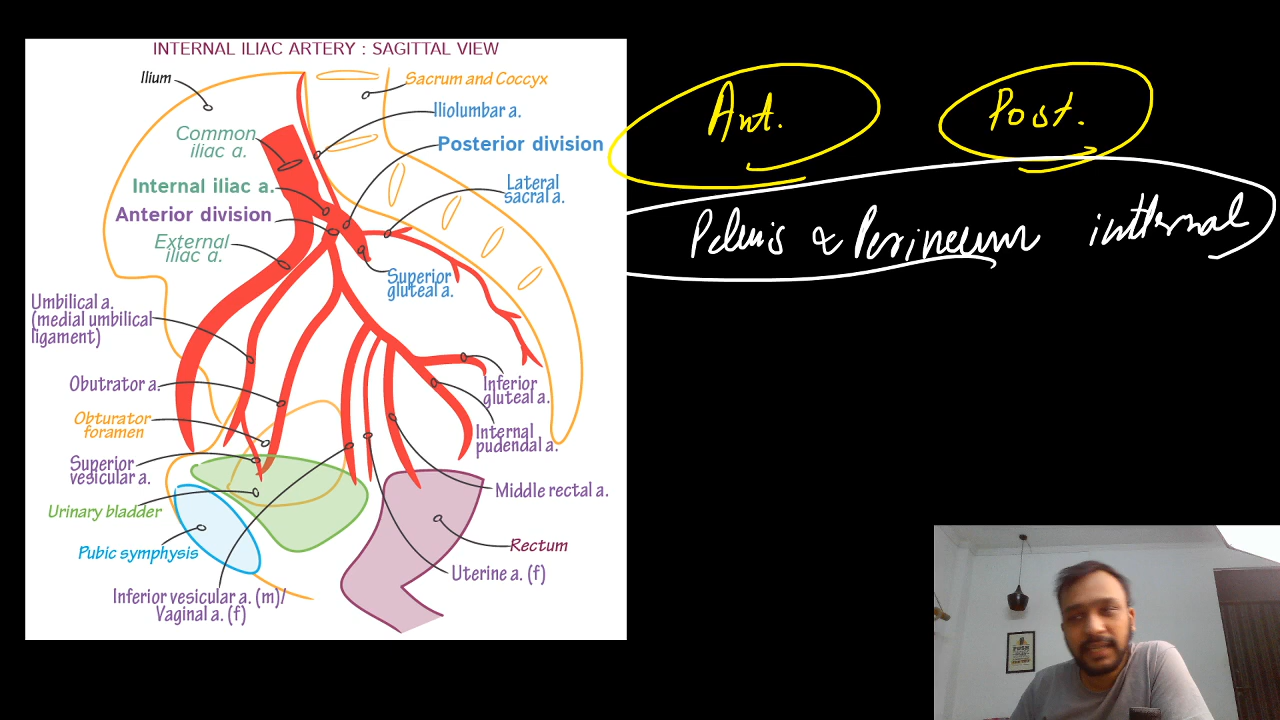 INTERNAL ILIAC ARTERY : SAGITTAL VIEW
Ilium
Sacrum and Coccyx
Iliolumbar a.
Common
iliac a.
Posterior division
Internal iliac a.
Lateral
sacral a.
Anterior division
External
iliac a.
Superior
gluteal a.
Umbilical a.
(medial umbilical
ligament)
Obutrator a.
Inferior
gluteal a.
Obturator
foramen
Internal
pudendal a.
Superior
vesicular a.
Middle rectal a.
Urinary bladder
Pubic symphysis
Rectum
Uterine a. (f)
Inferior vesicular a. (m)/
Vaginal a. (f)
Ant. Post.
Pelvis & Perineum internal